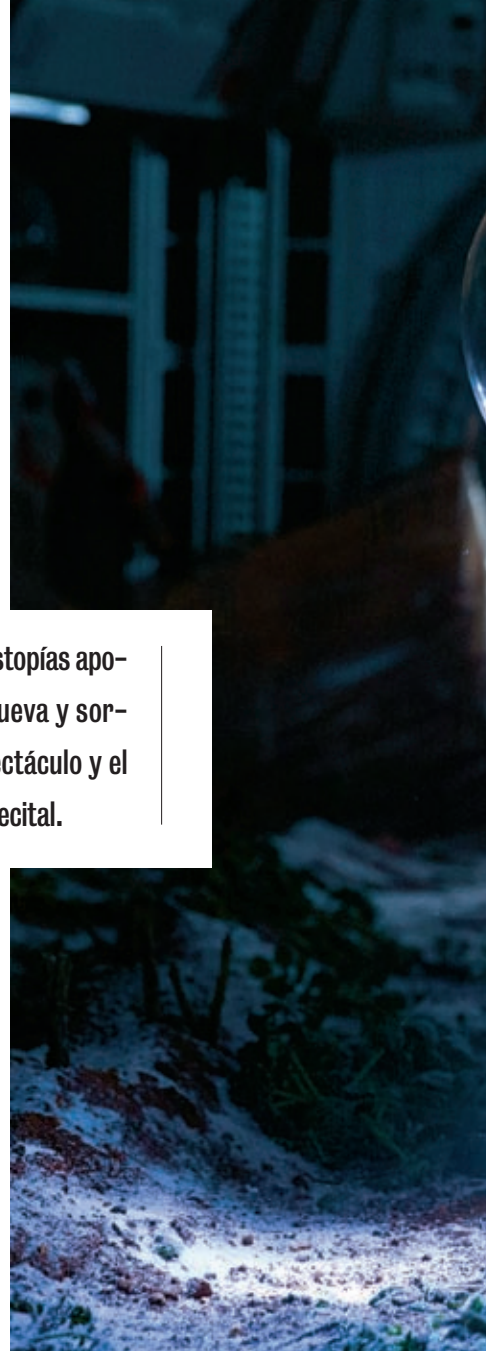 stopías apo-
ueva y sor-
ctáculo y el
ecital.